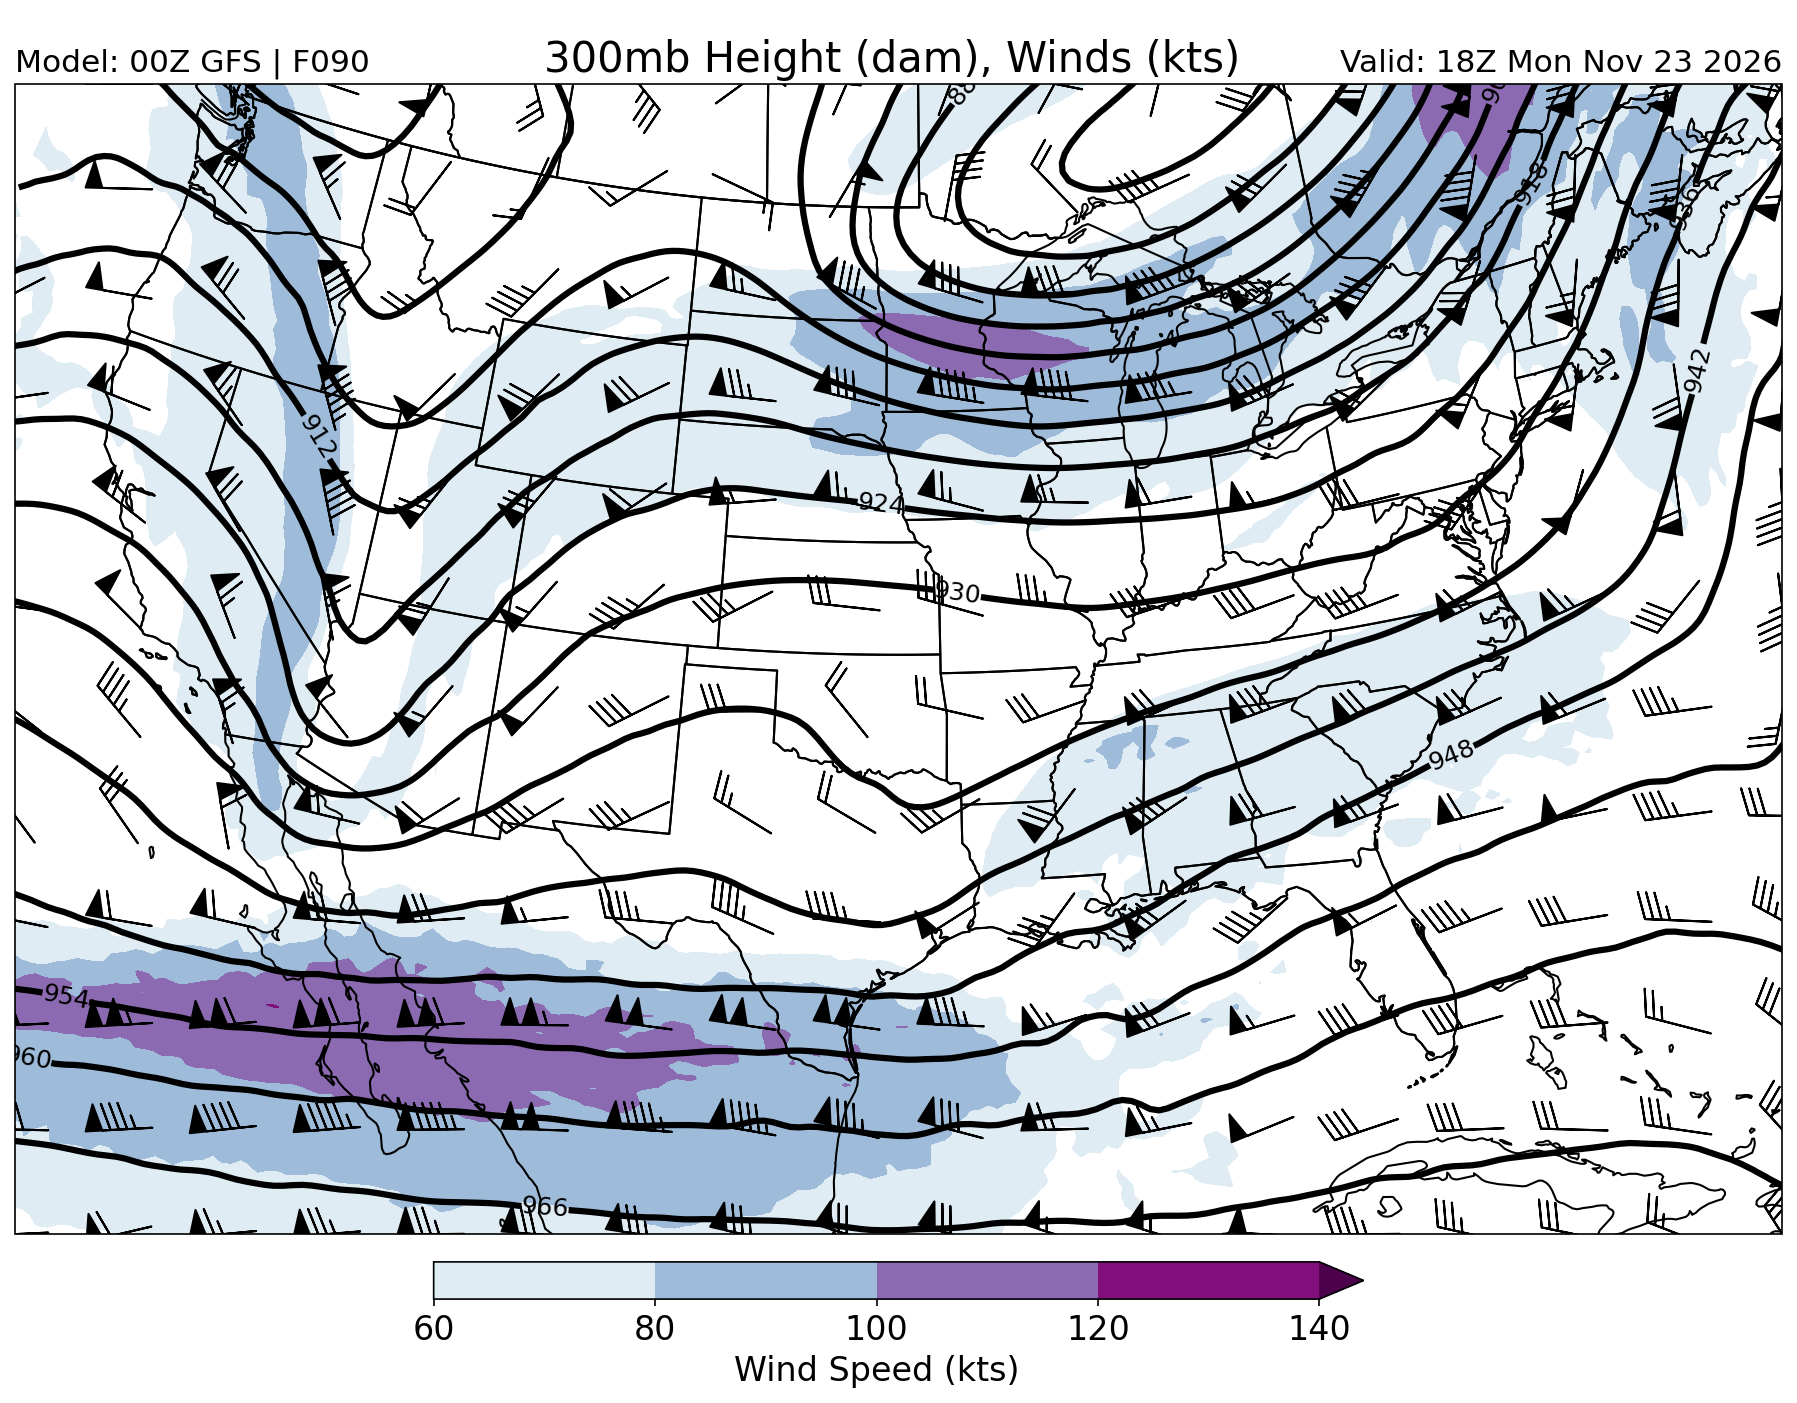 Model: 00Z GFS | F090
300mb Height (dam), Winds (kts)
Valid: 18Z Mon Nov 23 2026
918
936
942
912
924
930
948
954
960
966
60 80 100 120 140
Wind Speed (kts)